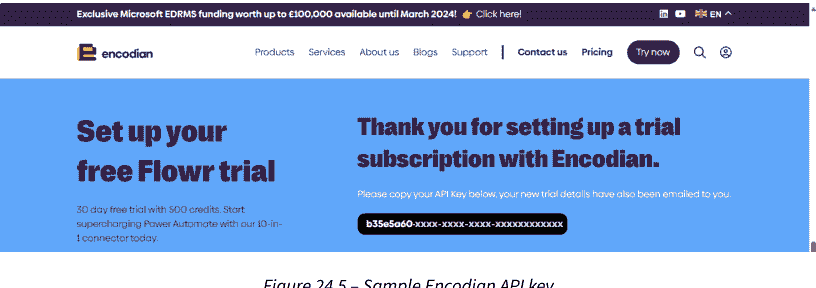 Exclusive Microsoft EDRMS funding worth up to £100,000 available until March 2024! 👉 Click here!
EN
encodian
Products Services About us Blogs Support | Contact us Pricing Try now
Set up your
free Flowr trial
30 day free trial with 500 credits. Start
supercharging Power Automate with our 10-in-
1 connector today.
Thank you for setting up a trial
subscription with Encodian.
Please copy your API Key below, your new trial details have also been emailed to you.
b35e5a60-xxxx-xxxx-xxxx-xxxxxxxxxxxx
Figure 24.5 – Sample Encodian API key